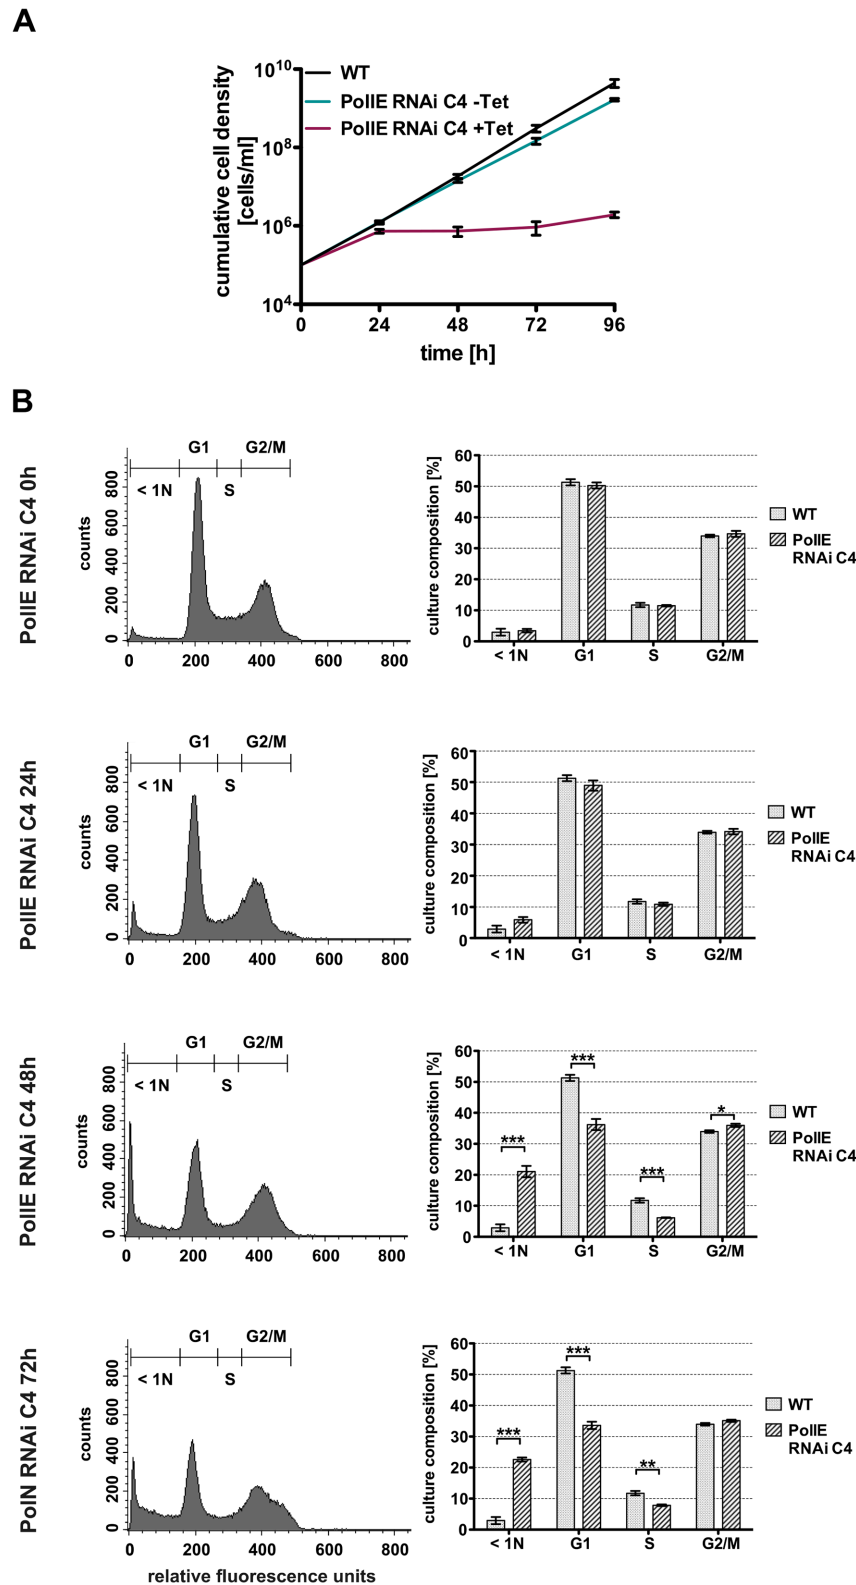 A
cumulative cell density
[cells/ml]
10^10
10^8
10^6
10^4
WT
PolIE RNAi C4 -Tet
PolIE RNAi C4 +Tet
0 24 48 72 96
time [h]
B
PolIE RNAi C4 0h
counts
800
600
400
200
0
G1 G2/M
< 1N S
0 200 400 600 800
culture composition [%]
60
50
40
30
20
10
0
< 1N G1 S G2/M
WT
PolIE
RNAi C4
PolIE RNAi C4 24h
counts
800
600
400
200
0
G1 G2/M
< 1N S
0 200 400 600 800
culture composition [%]
60
50
40
30
20
10
0
< 1N G1 S G2/M
WT
PolIE
RNAi C4
PolIE RNAi C4 48h
counts
800
600
400
200
0
G1 G2/M
< 1N S
0 200 400 600 800
culture composition [%]
60
50
40
30
20
10
0
*** *** *** *
< 1N G1 S G2/M
WT
PolIE
RNAi C4
PolN RNAi C4 72h
counts
800
600
400
200
0
G1 G2/M
< 1N S
0 200 400 600 800
relative fluorescence units
culture composition [%]
60
50
40
30
20
10
0
*** *** **
< 1N G1 S G2/M
WT
PolIE
RNAi C4